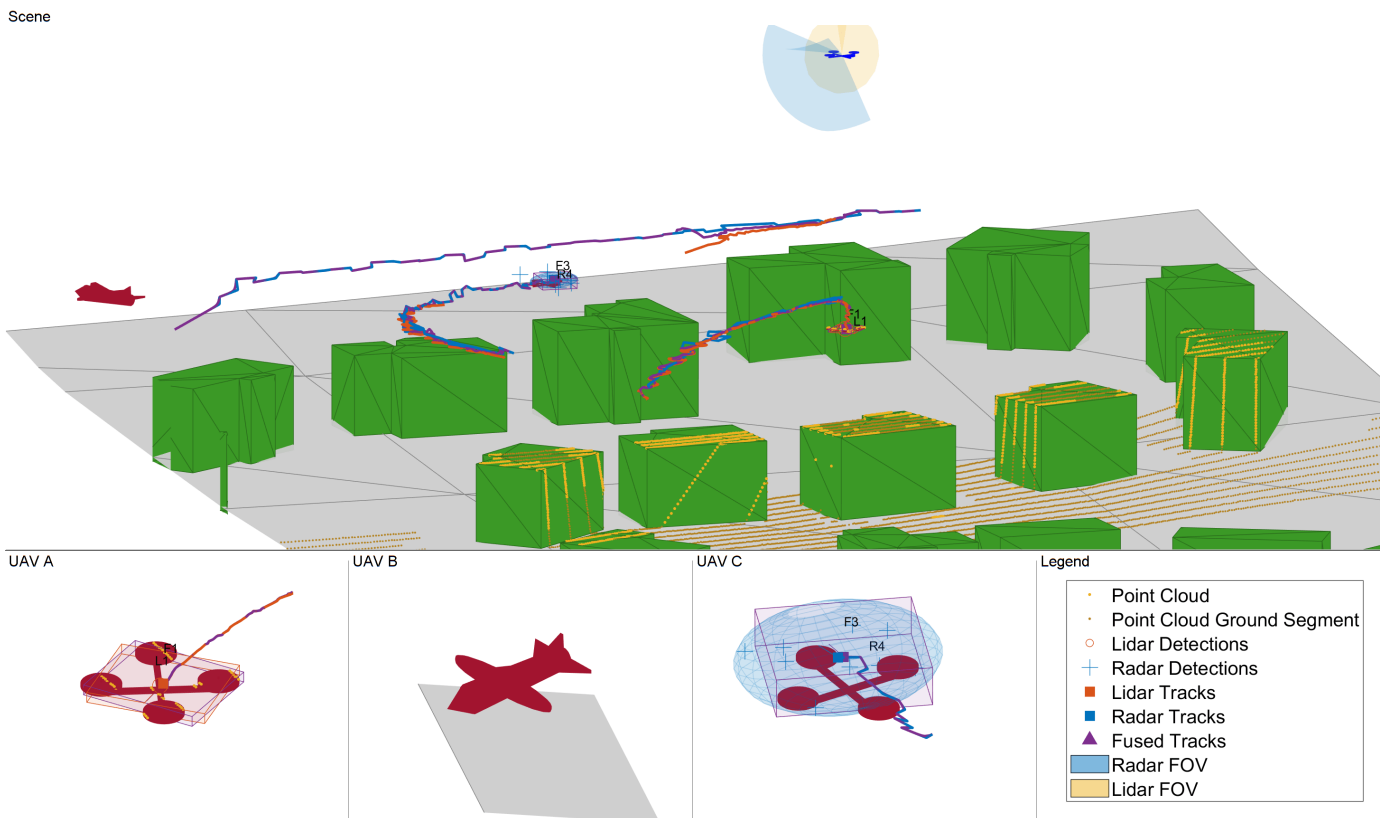 Scene
F3
R4
F1
L1
UAV A
UAV B
UAV C
Legend
F1
L1
F3
R4
Point Cloud
Point Cloud Ground Segment
Lidar Detections
Radar Detections
Lidar Tracks
Radar Tracks
Fused Tracks
Radar FOV
Lidar FOV